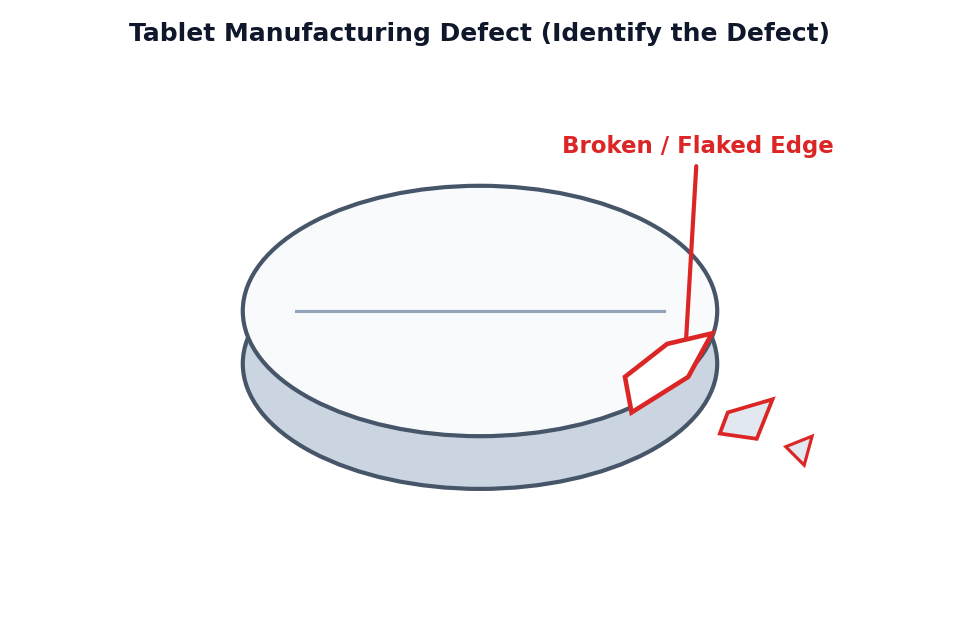 Tablet Manufacturing Defect (Identify the Defect)
Broken / Flaked Edge